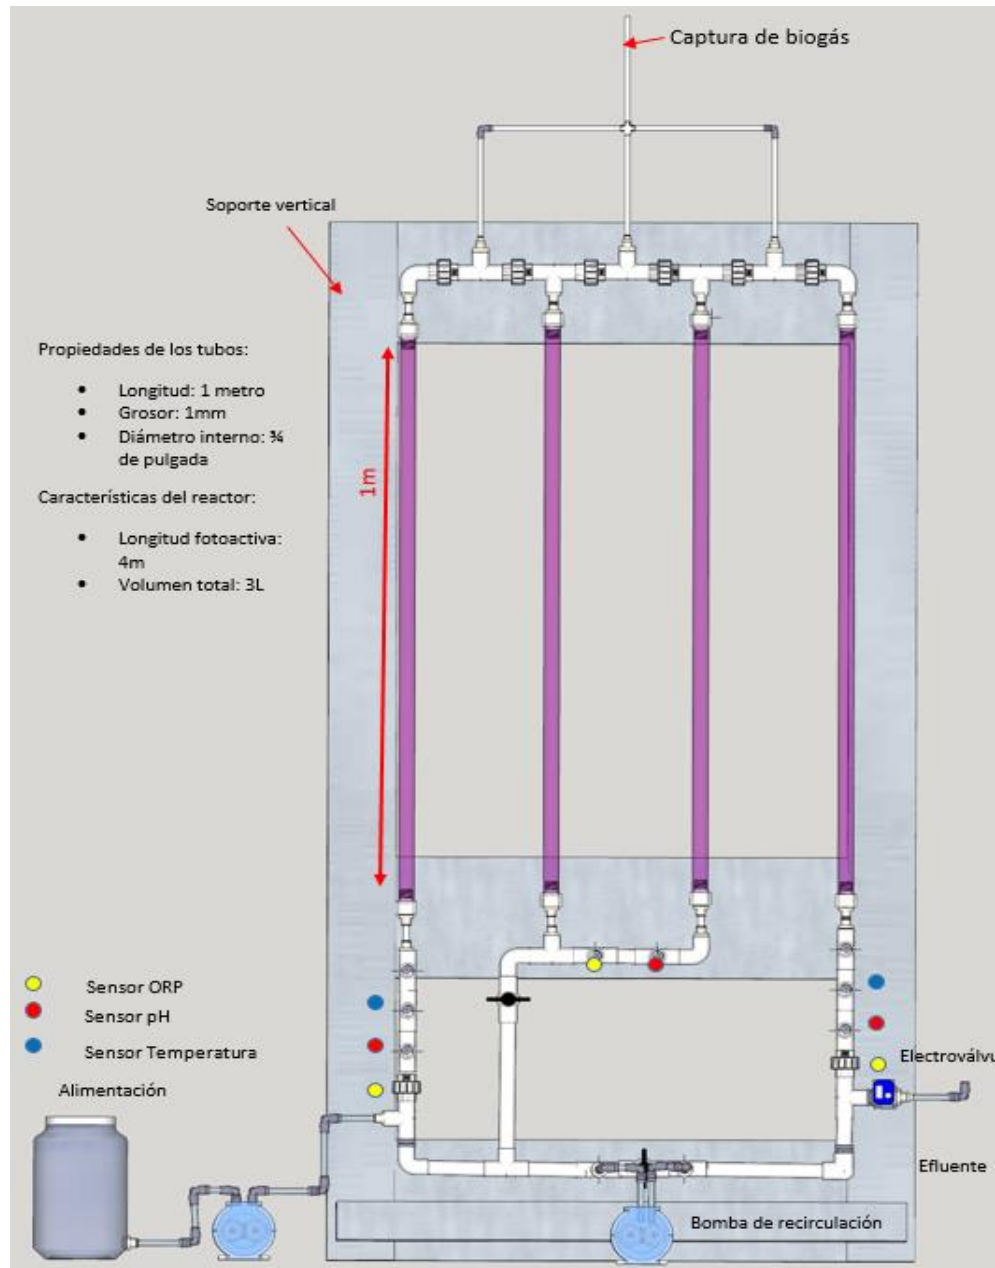 Captura de biogás
Soporte vertical
Propiedades de los tubos:
• Longitud: 1 metro
• Grosor: 1mm
• Diámetro interno: ¾
de pulgada
Características del reactor:
• Longitud fotoactiva:
4m
• Volumen total: 3L
1m
Sensor ORP
Sensor pH
Sensor Temperatura
Alimentación
Electroválvu
Efluente
Bomba de recirculación